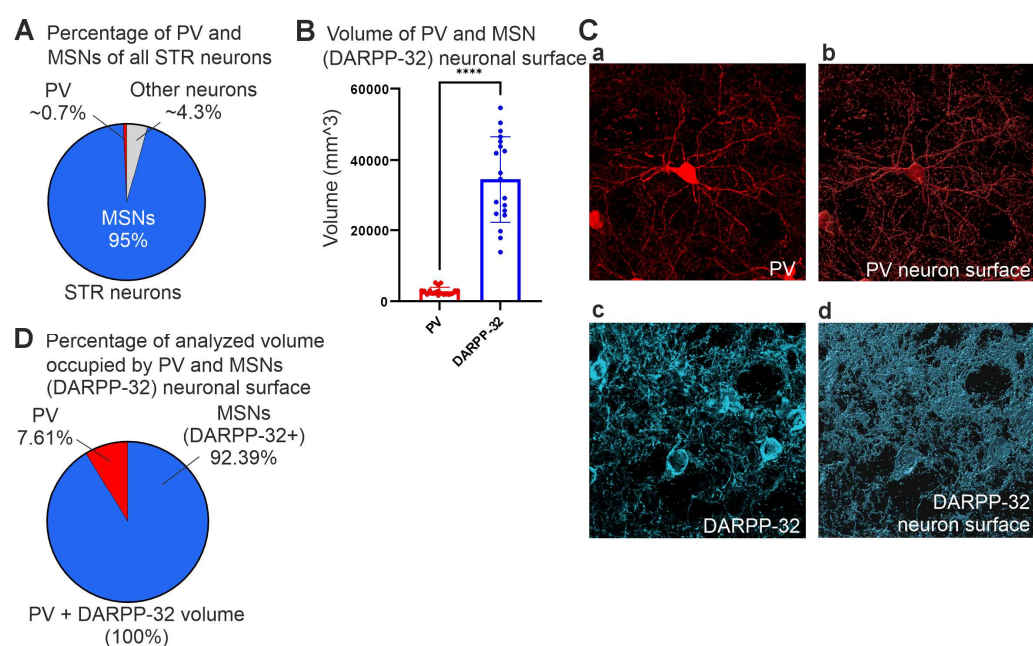 A Percentage of PV and
MSNs of all STR neurons
PV
~0.7%
Other neurons
~4.3%
MSNs
95%
STR neurons
B Volume of PV and MSN
(DARPP-32) neuronal surface
****
Volume (mm^3)
60000
40000
20000
0
PV
DARPP-32
C
a
PV
b
PV neuron surface
c
DARPP-32
d
DARPP-32
neuron surface
D Percentage of analyzed volume
occupied by PV and MSNs
(DARPP-32) neuronal surface
PV
7.61%
MSNs
(DARPP-32+)
92.39%
PV + DARPP-32 volume
(100%)